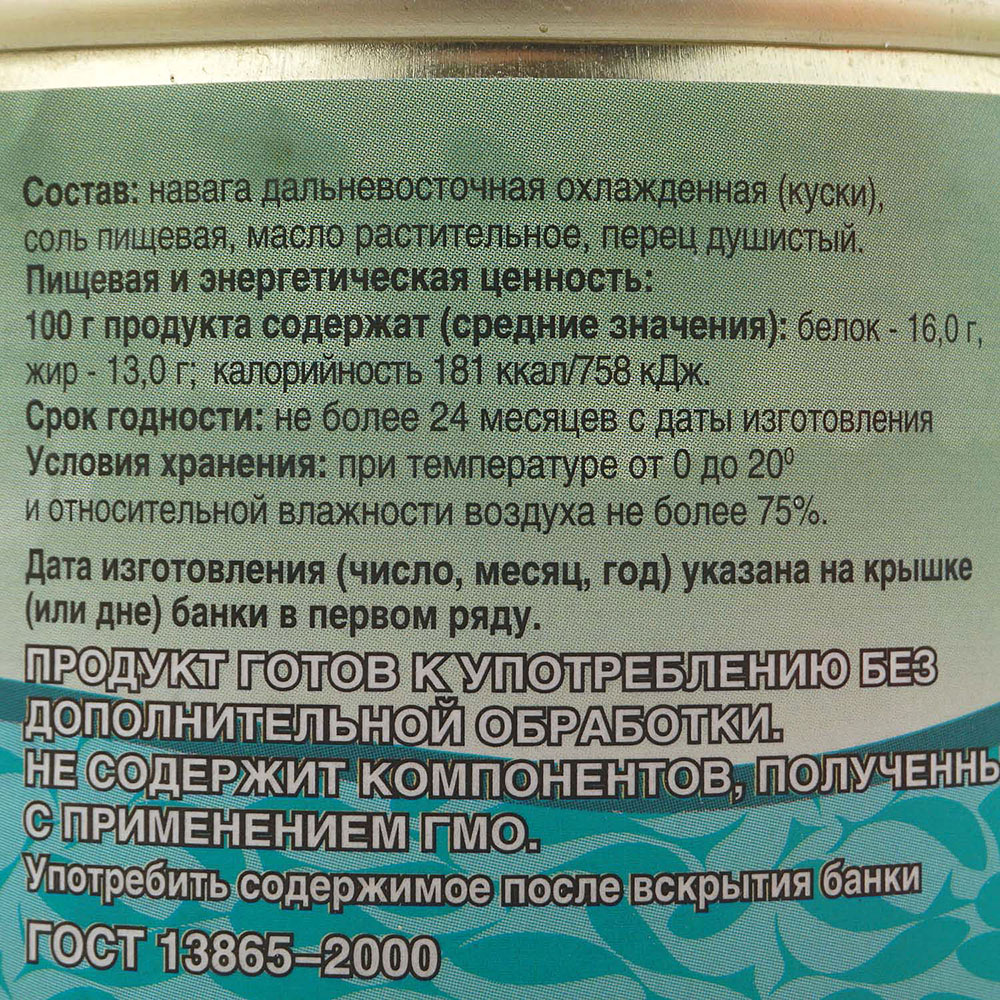 Состав: навага дальневосточная охлажденная (куски),
соль пищевая, масло растительное, перец душистый.
Пищевая и энергетическая ценность:
100 г продукта содержат (средние значения): белок - 16,0 г,
жир - 13,0 г; калорийность 181 ккал/758 кДж.
Срок годности: не более 24 месяцев с даты изготовления
Условия хранения: при температуре от 0 до 20⁰
и относительной влажности воздуха не более 75%.
Дата изготовления (число, месяц, год) указана на крышке
(или дне) банки в первом ряду.
ПРОДУКТ ГОТОВ К УПОТРЕБЛЕНИЮ БЕЗ
ДОПОЛНИТЕЛЬНОЙ ОБРАБОТКИ.
НЕ СОДЕРЖИТ КОМПОНЕНТОВ, ПОЛУЧЕННЬ
С ПРИМЕНЕНИЕМ ГМО.
Употребить содержимое после вскрытия банки
ГОСТ 13865–2000